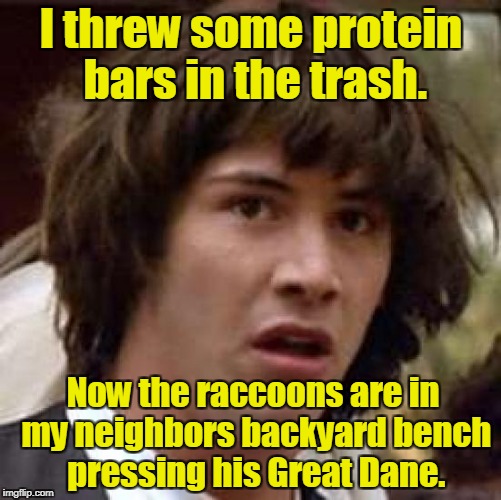 I threw some protein
bars in the trash.
Now the raccoons are in
my neighbors backyard bench
pressing his Great Dane.
imgflip.com